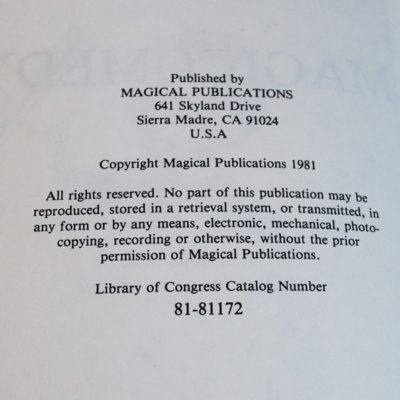 Published by
MAGICAL PUBLICATIONS
641 Skyland Drive
Sierra Madre, CA 91024
U.S.A
Copyright Magical Publications 1981
All rights reserved. No part of this publication may be
reproduced, stored in a retrieval system, or transmitted, in
any form or by any means, electronic, mechanical, photo-
copying, recording or otherwise, without the prior
permission of Magical Publications.
Library of Congress Catalog Number
81-81172